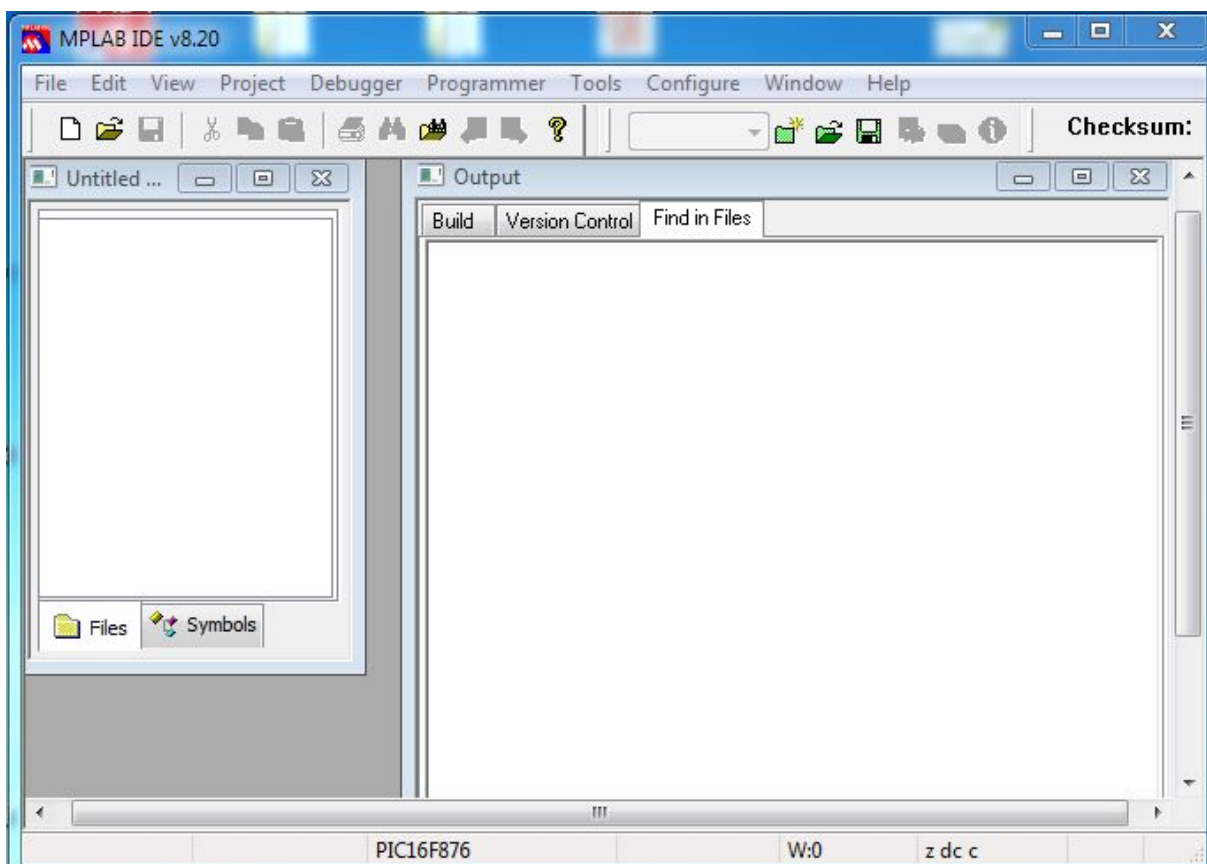 MPLAB IDE v8.20
File Edit View Project Debugger Programmer Tools Configure Window Help
Checksum:
Untitled ...
Output
Build Version Control Find in Files
Files Symbols
PIC16F876 W:0 z dc c